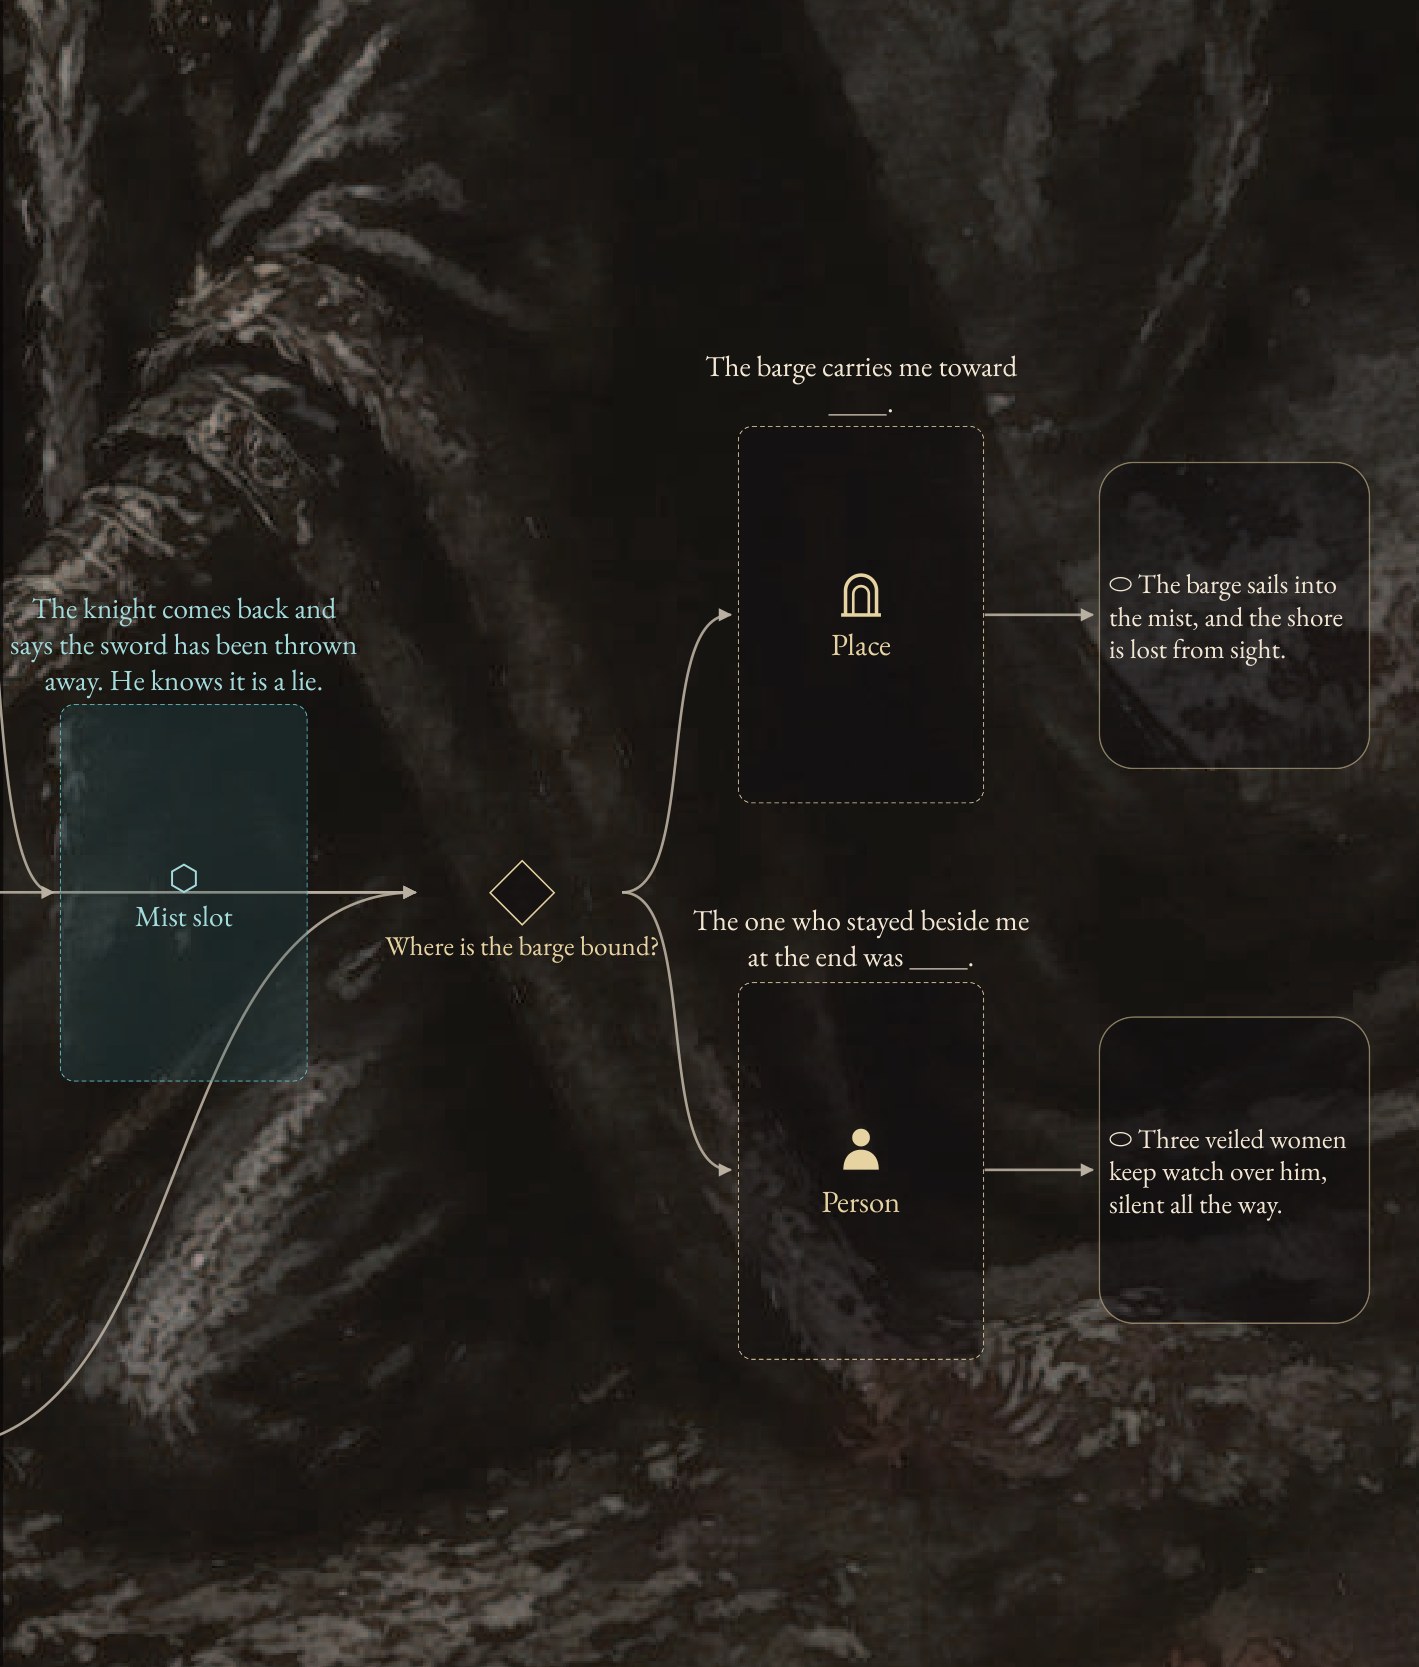 The knight comes back and
says the sword has been thrown
away. He knows it is a lie.
Mist slot
Where is the barge bound?
The barge carries me toward
_____.
Place
The barge sails into
the mist, and the shore
is lost from sight.
The one who stayed beside me
at the end was _____.
Person
Three veiled women
keep watch over him,
silent all the way.